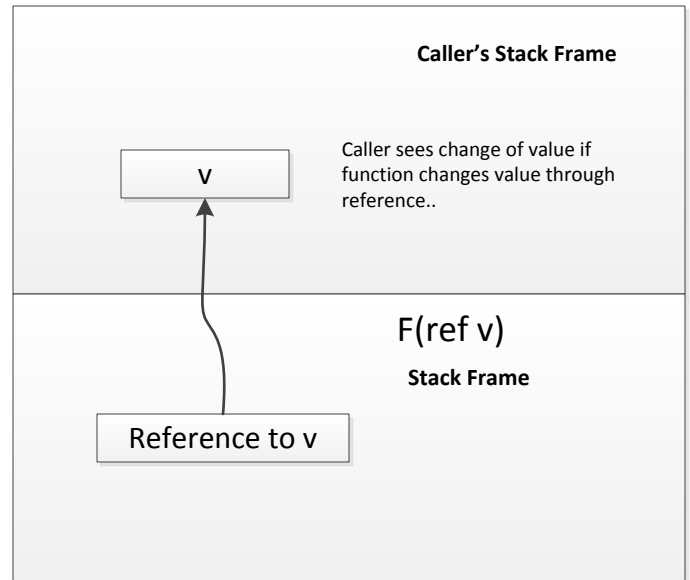 Caller’s Stack Frame
v
Caller sees change of value if
function changes value through
reference..
F(ref v)
Stack Frame
Reference to v